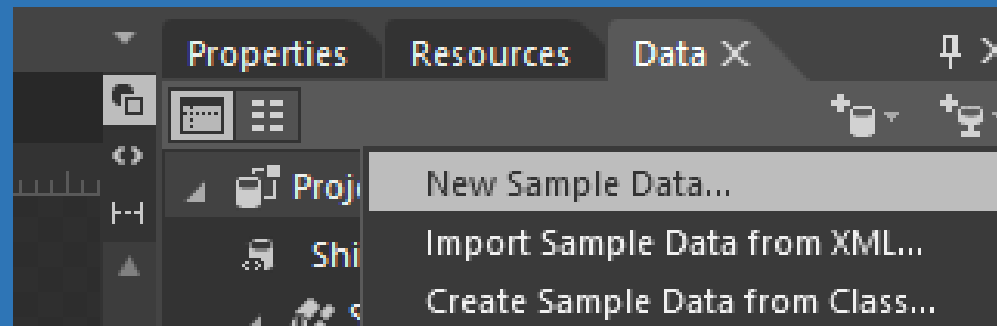 Properties Resources Data
New Sample Data...
Import Sample Data from XML...
Create Sample Data from Class...